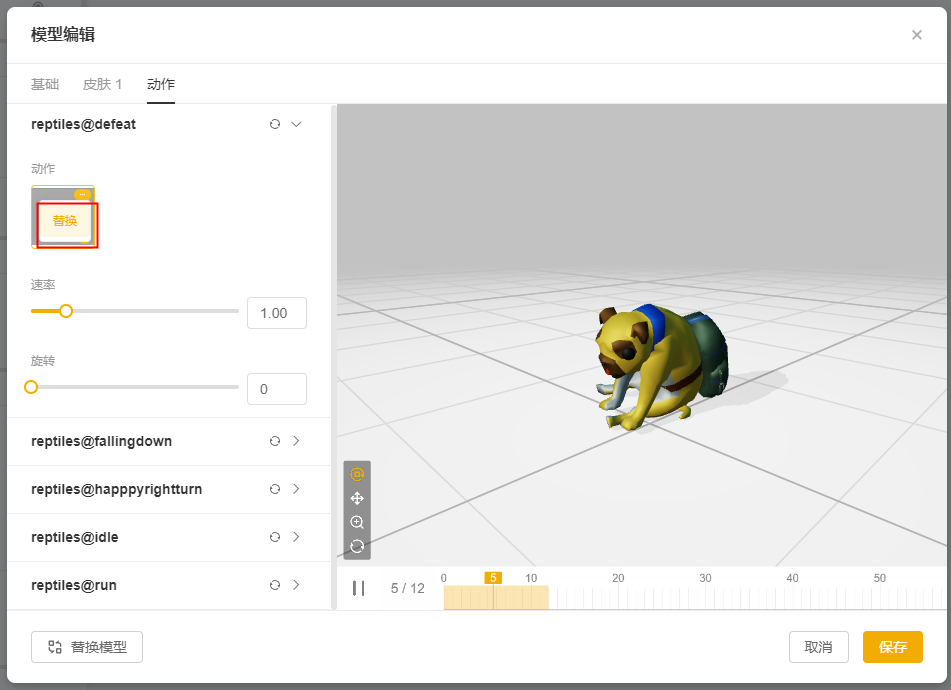 模型编辑
基础 皮肤 1 动作
reptiles@defeat
动作
替换
速率
1.00
旋转
0
reptiles@fallingdown
reptiles@happpyrightturn
reptiles@idle
reptiles@run
5 / 12
0 5 10 20 30 40 50
替换模型
取消 保存